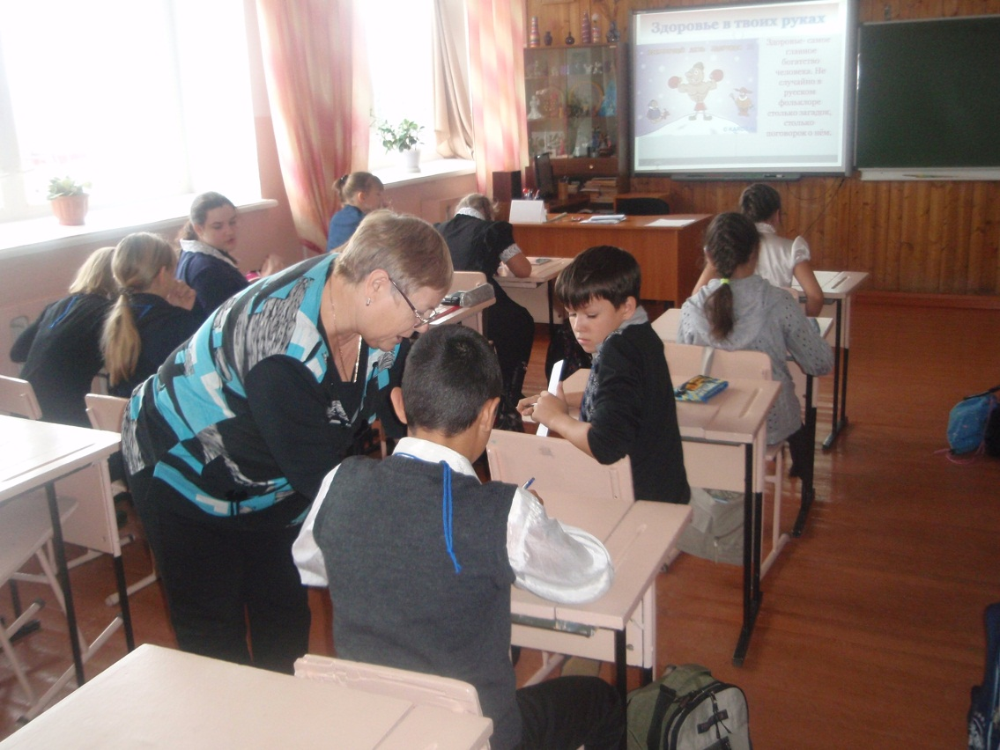 Здоровье в твоих руках
Здоровье- самое
главное
богатство
человека. Не
случайно в
русском
фольклоре
столько загадок,
столько
поговорок о нём.